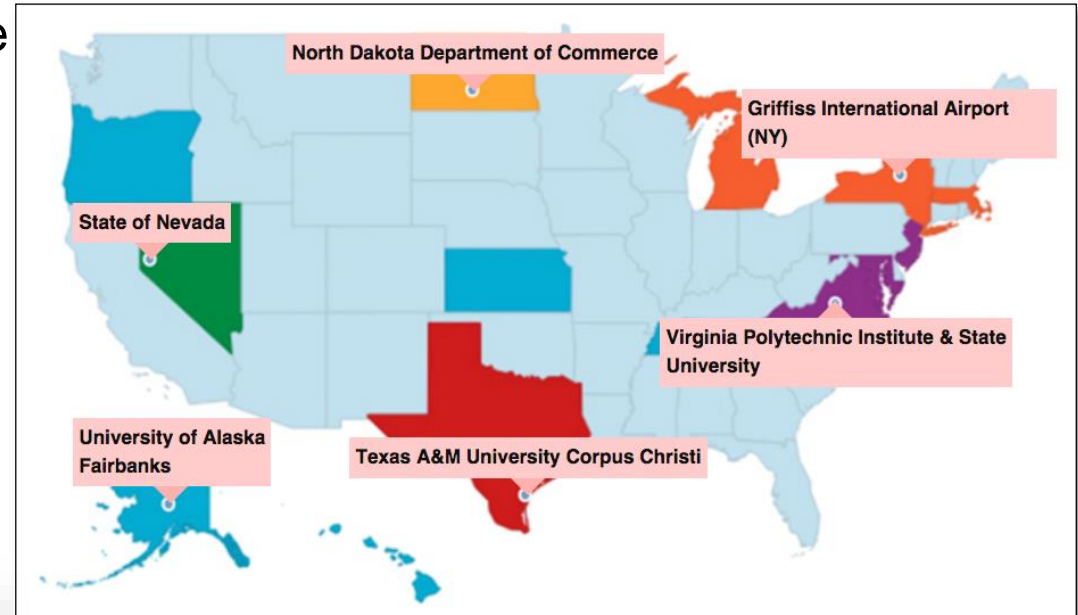 e
North Dakota Department of Commerce
Griffiss International Airport
(NY)
State of Nevada
Virginia Polytechnic Institute & State
University
University of Alaska
Fairbanks
Texas A&M University Corpus Christi